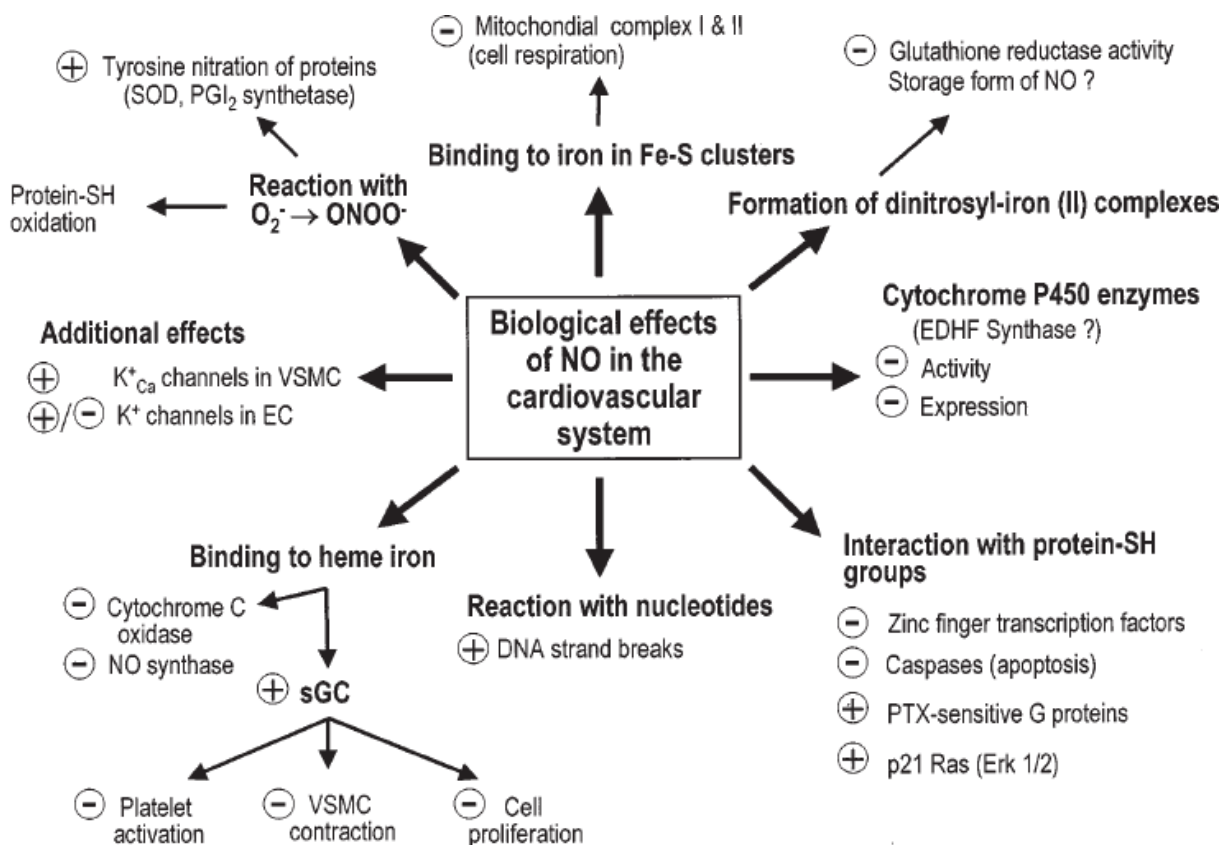 ⊖ Mitochondial complex I & II
(cell respiration)
⊕ Tyrosine nitration of proteins
(SOD, PGI₂ synthetase)
⊖ Glutathione reductase activity
Storage form of NO ?
Binding to iron in Fe-S clusters
Protein-SH
oxidation
Reaction with
O₂⁻ → ONOO⁻
Formation of dinitrosyl-iron (II) complexes
Biological effects
of NO in the
cardiovascular
system
Cytochrome P450 enzymes
(EDHF Synthase ?)
⊖ Activity
⊖ Expression
Additional effects
⊕ K⁺Ca channels in VSMC
⊕/⊖ K⁺ channels in EC
Binding to heme iron
⊖ Cytochrome C
oxidase
⊖ NO synthase
⊕ sGC
⊖ Platelet
activation
⊖ VSMC
contraction
⊖ Cell
proliferation
Reaction with nucleotides
⊕ DNA strand breaks
Interaction with protein-SH
groups
⊖ Zinc finger transcription factors
⊖ Caspases (apoptosis)
⊕ PTX-sensitive G proteins
⊕ p21 Ras (Erk 1/2)